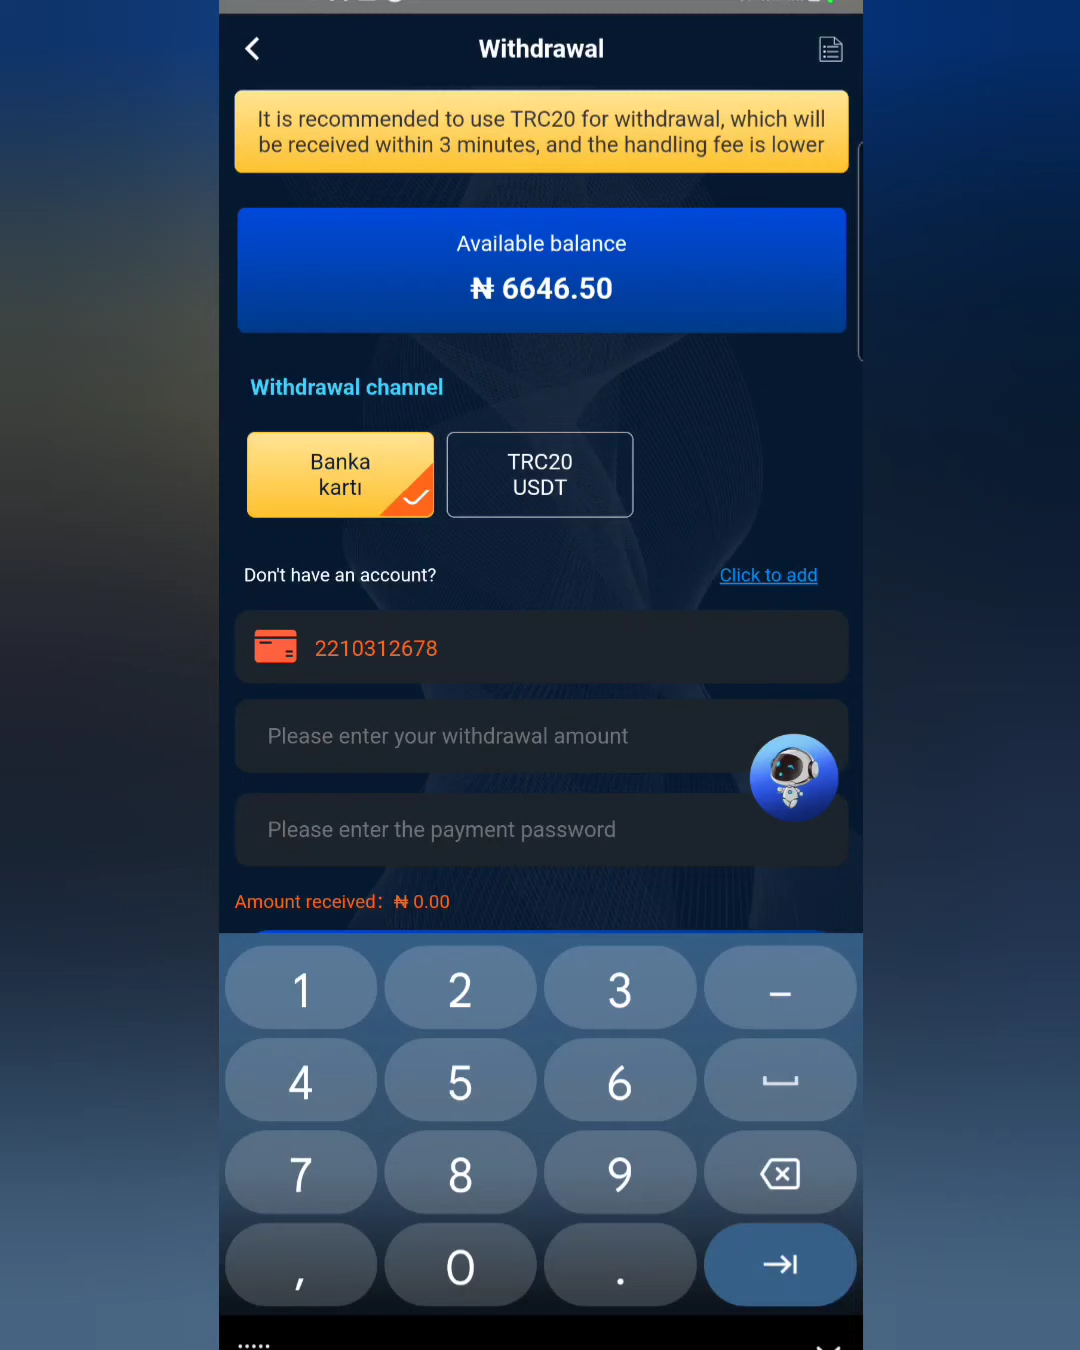 Withdrawal
It is recommended to use TRC20 for withdrawal, which will
be received within 3 minutes, and the handling fee is lower
Available balance
₦ 6646.50
Withdrawal channel
Banka
kartı
TRC20
USDT
Don't have an account?
Click to add
2210312678
Please enter your withdrawal amount
Please enter the payment password
Amount received: ₦ 0.00
1 2 3 –
4 5 6
7 8 9
, 0 .